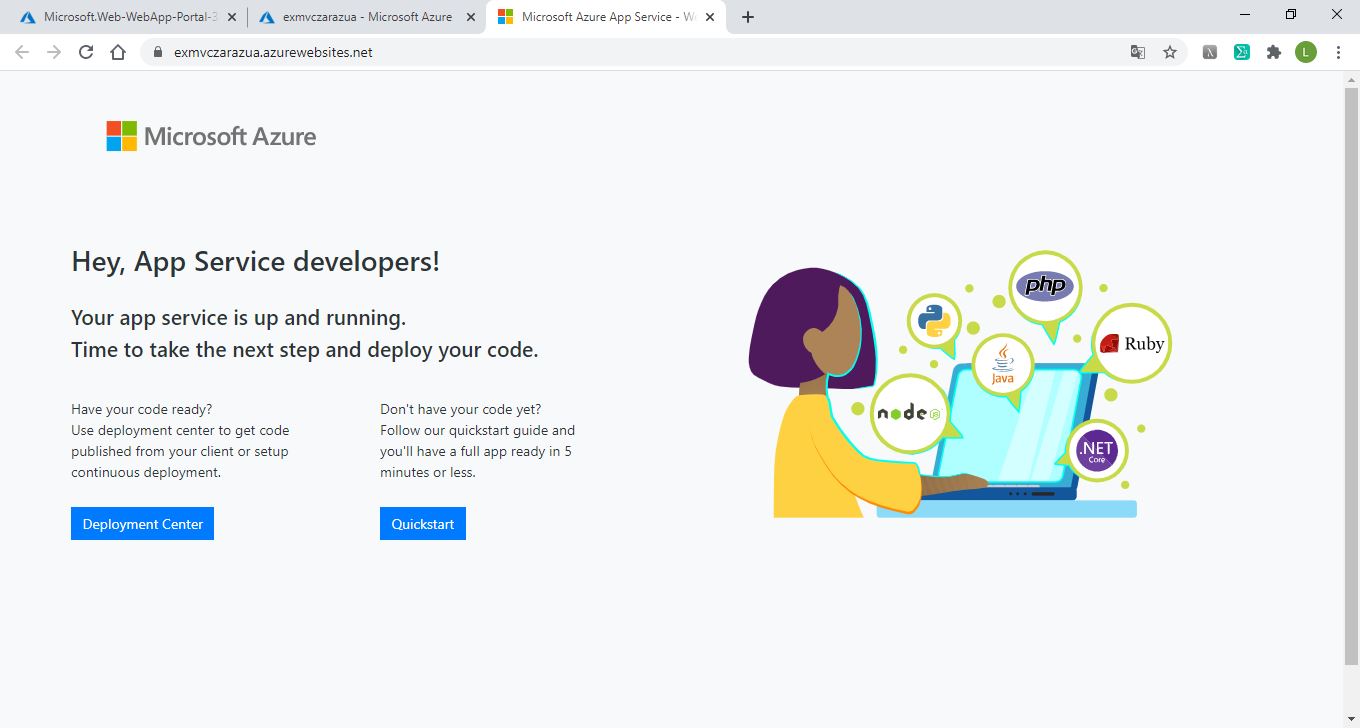 Microsoft.Web-WebApp-Portal-3
exmvczarazua - Microsoft Azure
Microsoft Azure App Service - We
exmvczarazua.azurewebsites.net
L
Microsoft Azure
Hey, App Service developers!
Your app service is up and running.
Time to take the next step and deploy your code.
Have your code ready?
Use deployment center to get code
published from your client or setup
continuous deployment.
Deployment Center
Don't have your code yet?
Follow our quickstart guide and
you'll have a full app ready in 5
minutes or less.
Quickstart
php
Ruby
Java
node
JS
.NET
Core